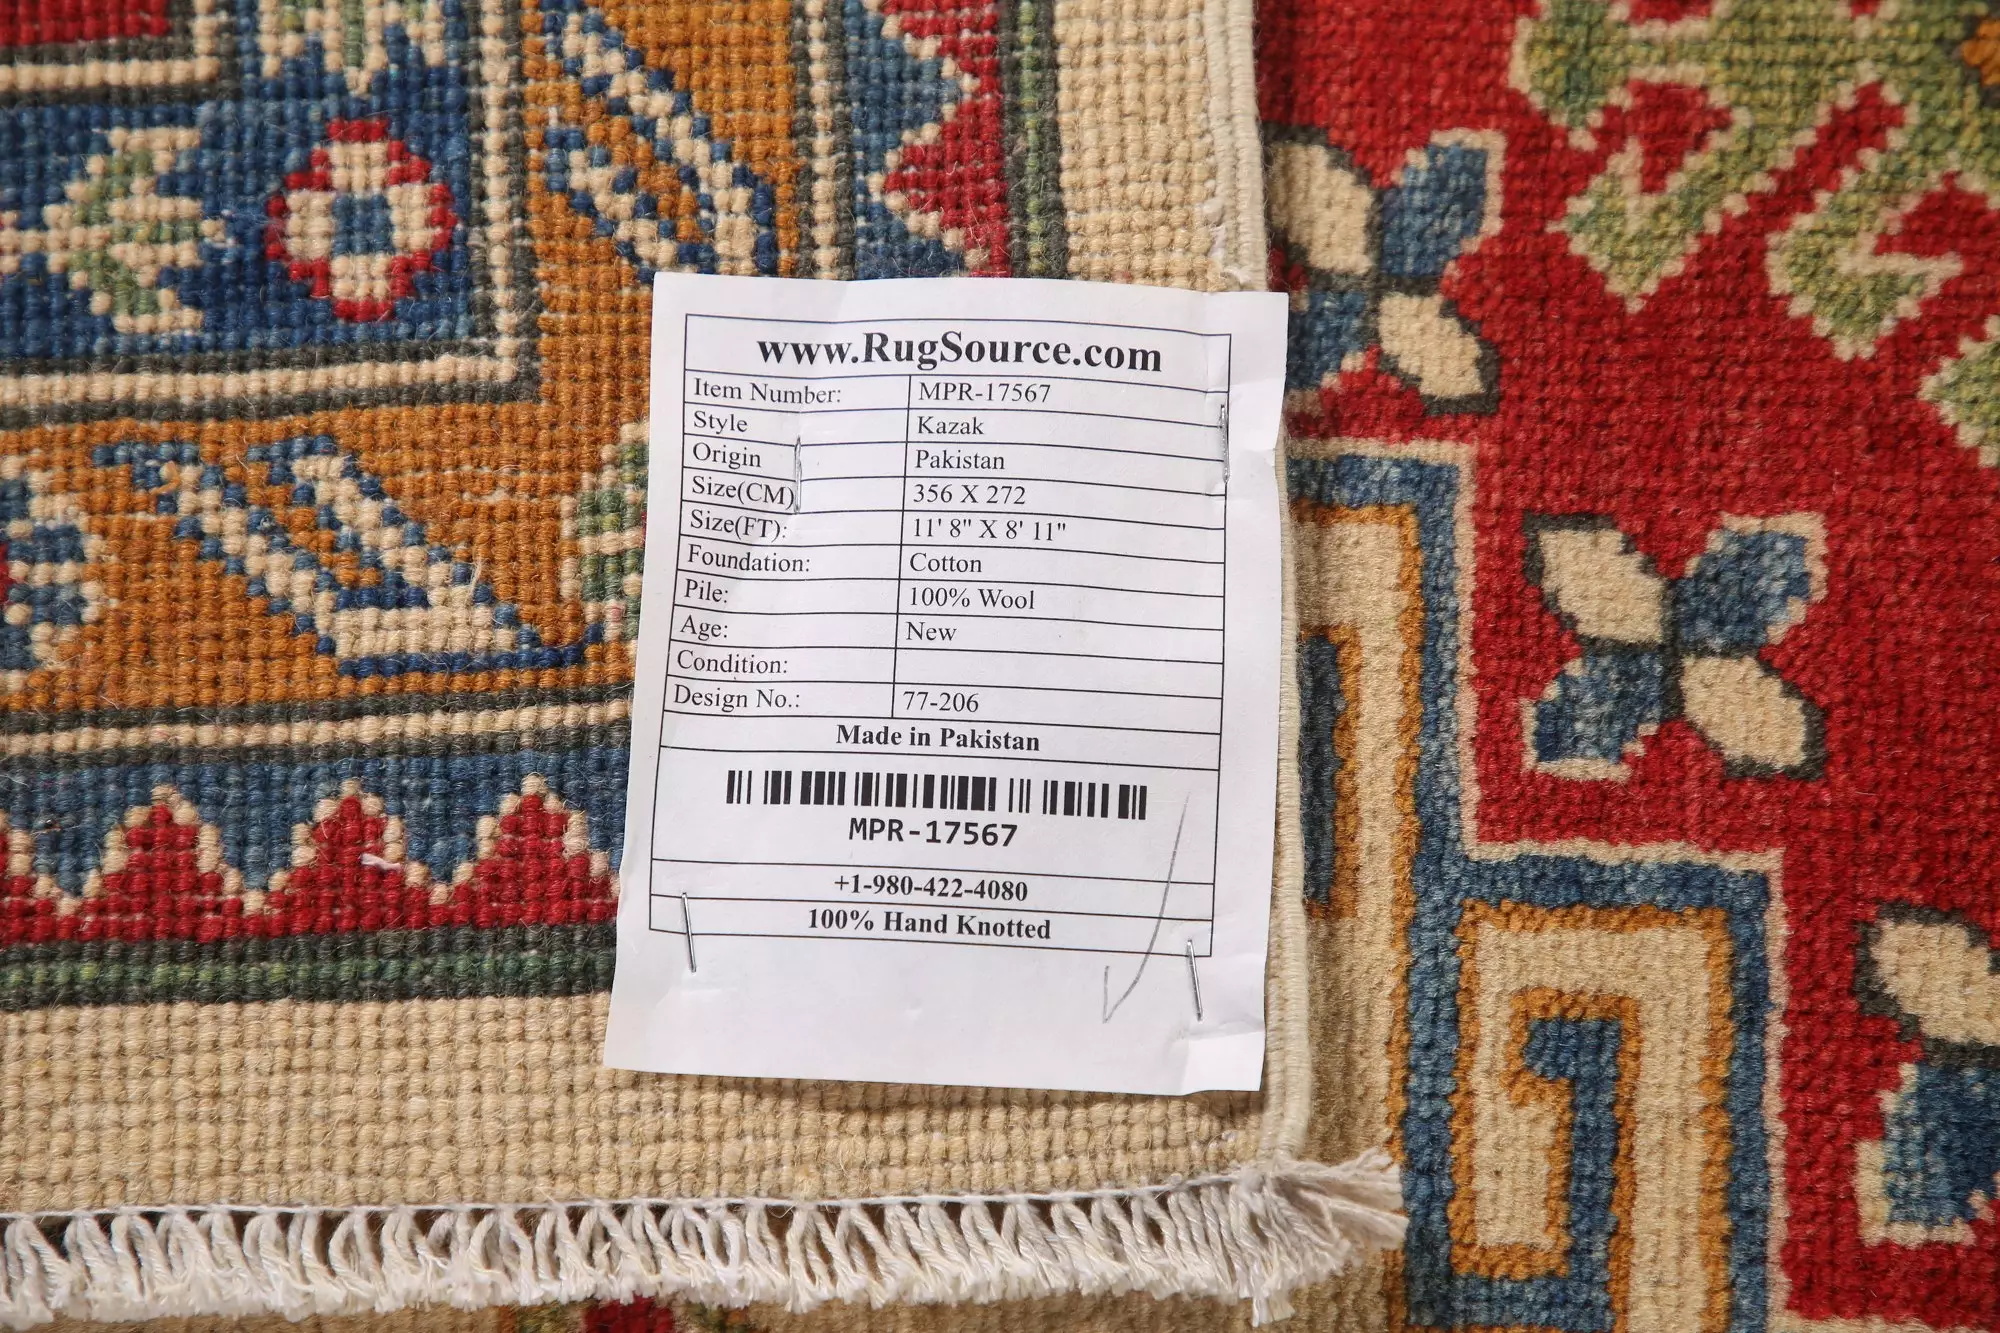 www.RugSource.com
Item Number: MPR-17567
Style Kazak
Origin Pakistan
Size(CM) 356 X 272
Size(FT): 11' 8" X 8' 11"
Foundation: Cotton
Pile: 100% Wool
Age: New
Condition:
Design No.: 77-206
Made in Pakistan
MPR-17567
+1-980-422-4080
100% Hand Knotted